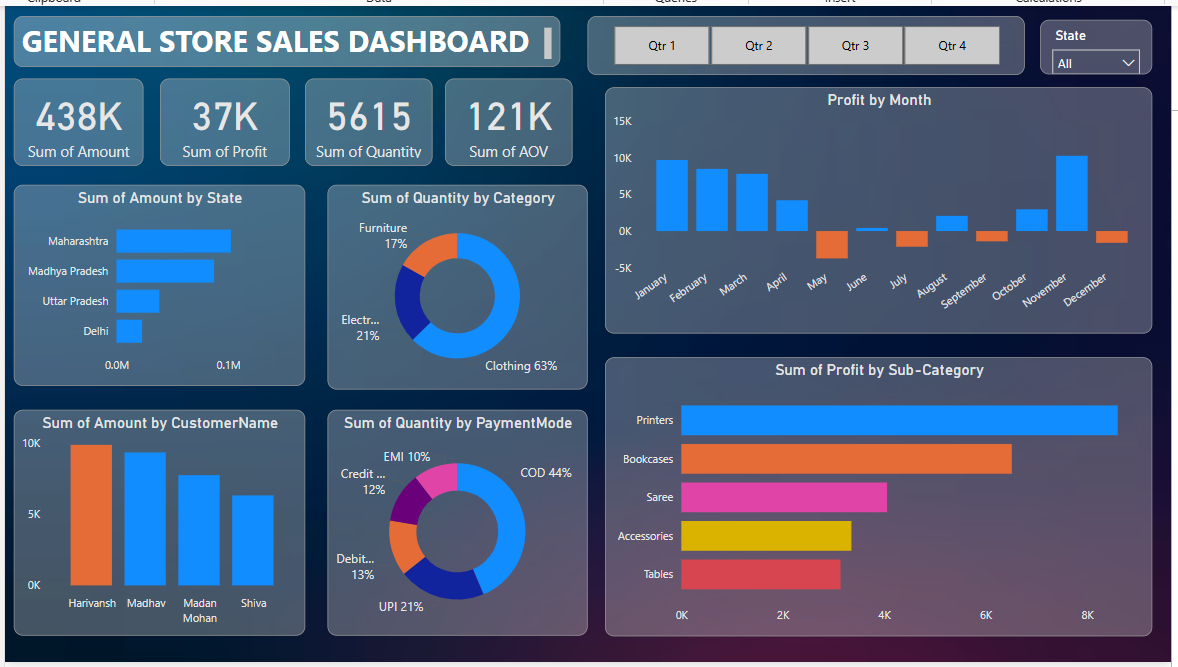 Clipboard
Data
Queries
Insert
Calculations
GENERAL STORE SALES DASHBOARD
Qtr 1
Qtr 2
Qtr 3
Qtr 4
State
All
438K
Sum of Amount
37K
Sum of Profit
5615
Sum of Quantity
121K
Sum of AOV
Profit by Month
15K
10K
5K
0K
-5K
January
February
March
April
May
June
July
August
September
October
November
December
Sum of Amount by State
Maharashtra
Madhya Pradesh
Uttar Pradesh
Delhi
0.0M
0.1M
Sum of Quantity by Category
Furniture
17%
Electr...
21%
Clothing 63%
Sum of Profit by Sub-Category
Printers
Bookcases
Saree
Accessories
Tables
0K
2K
4K
6K
8K
Sum of Amount by CustomerName
10K
5K
0K
Harivansh
Madhav
Madan
Mohan
Shiva
Sum of Quantity by PaymentMode
EMI 10%
Credit ...
12%
COD 44%
Debit...
13%
UPI 21%